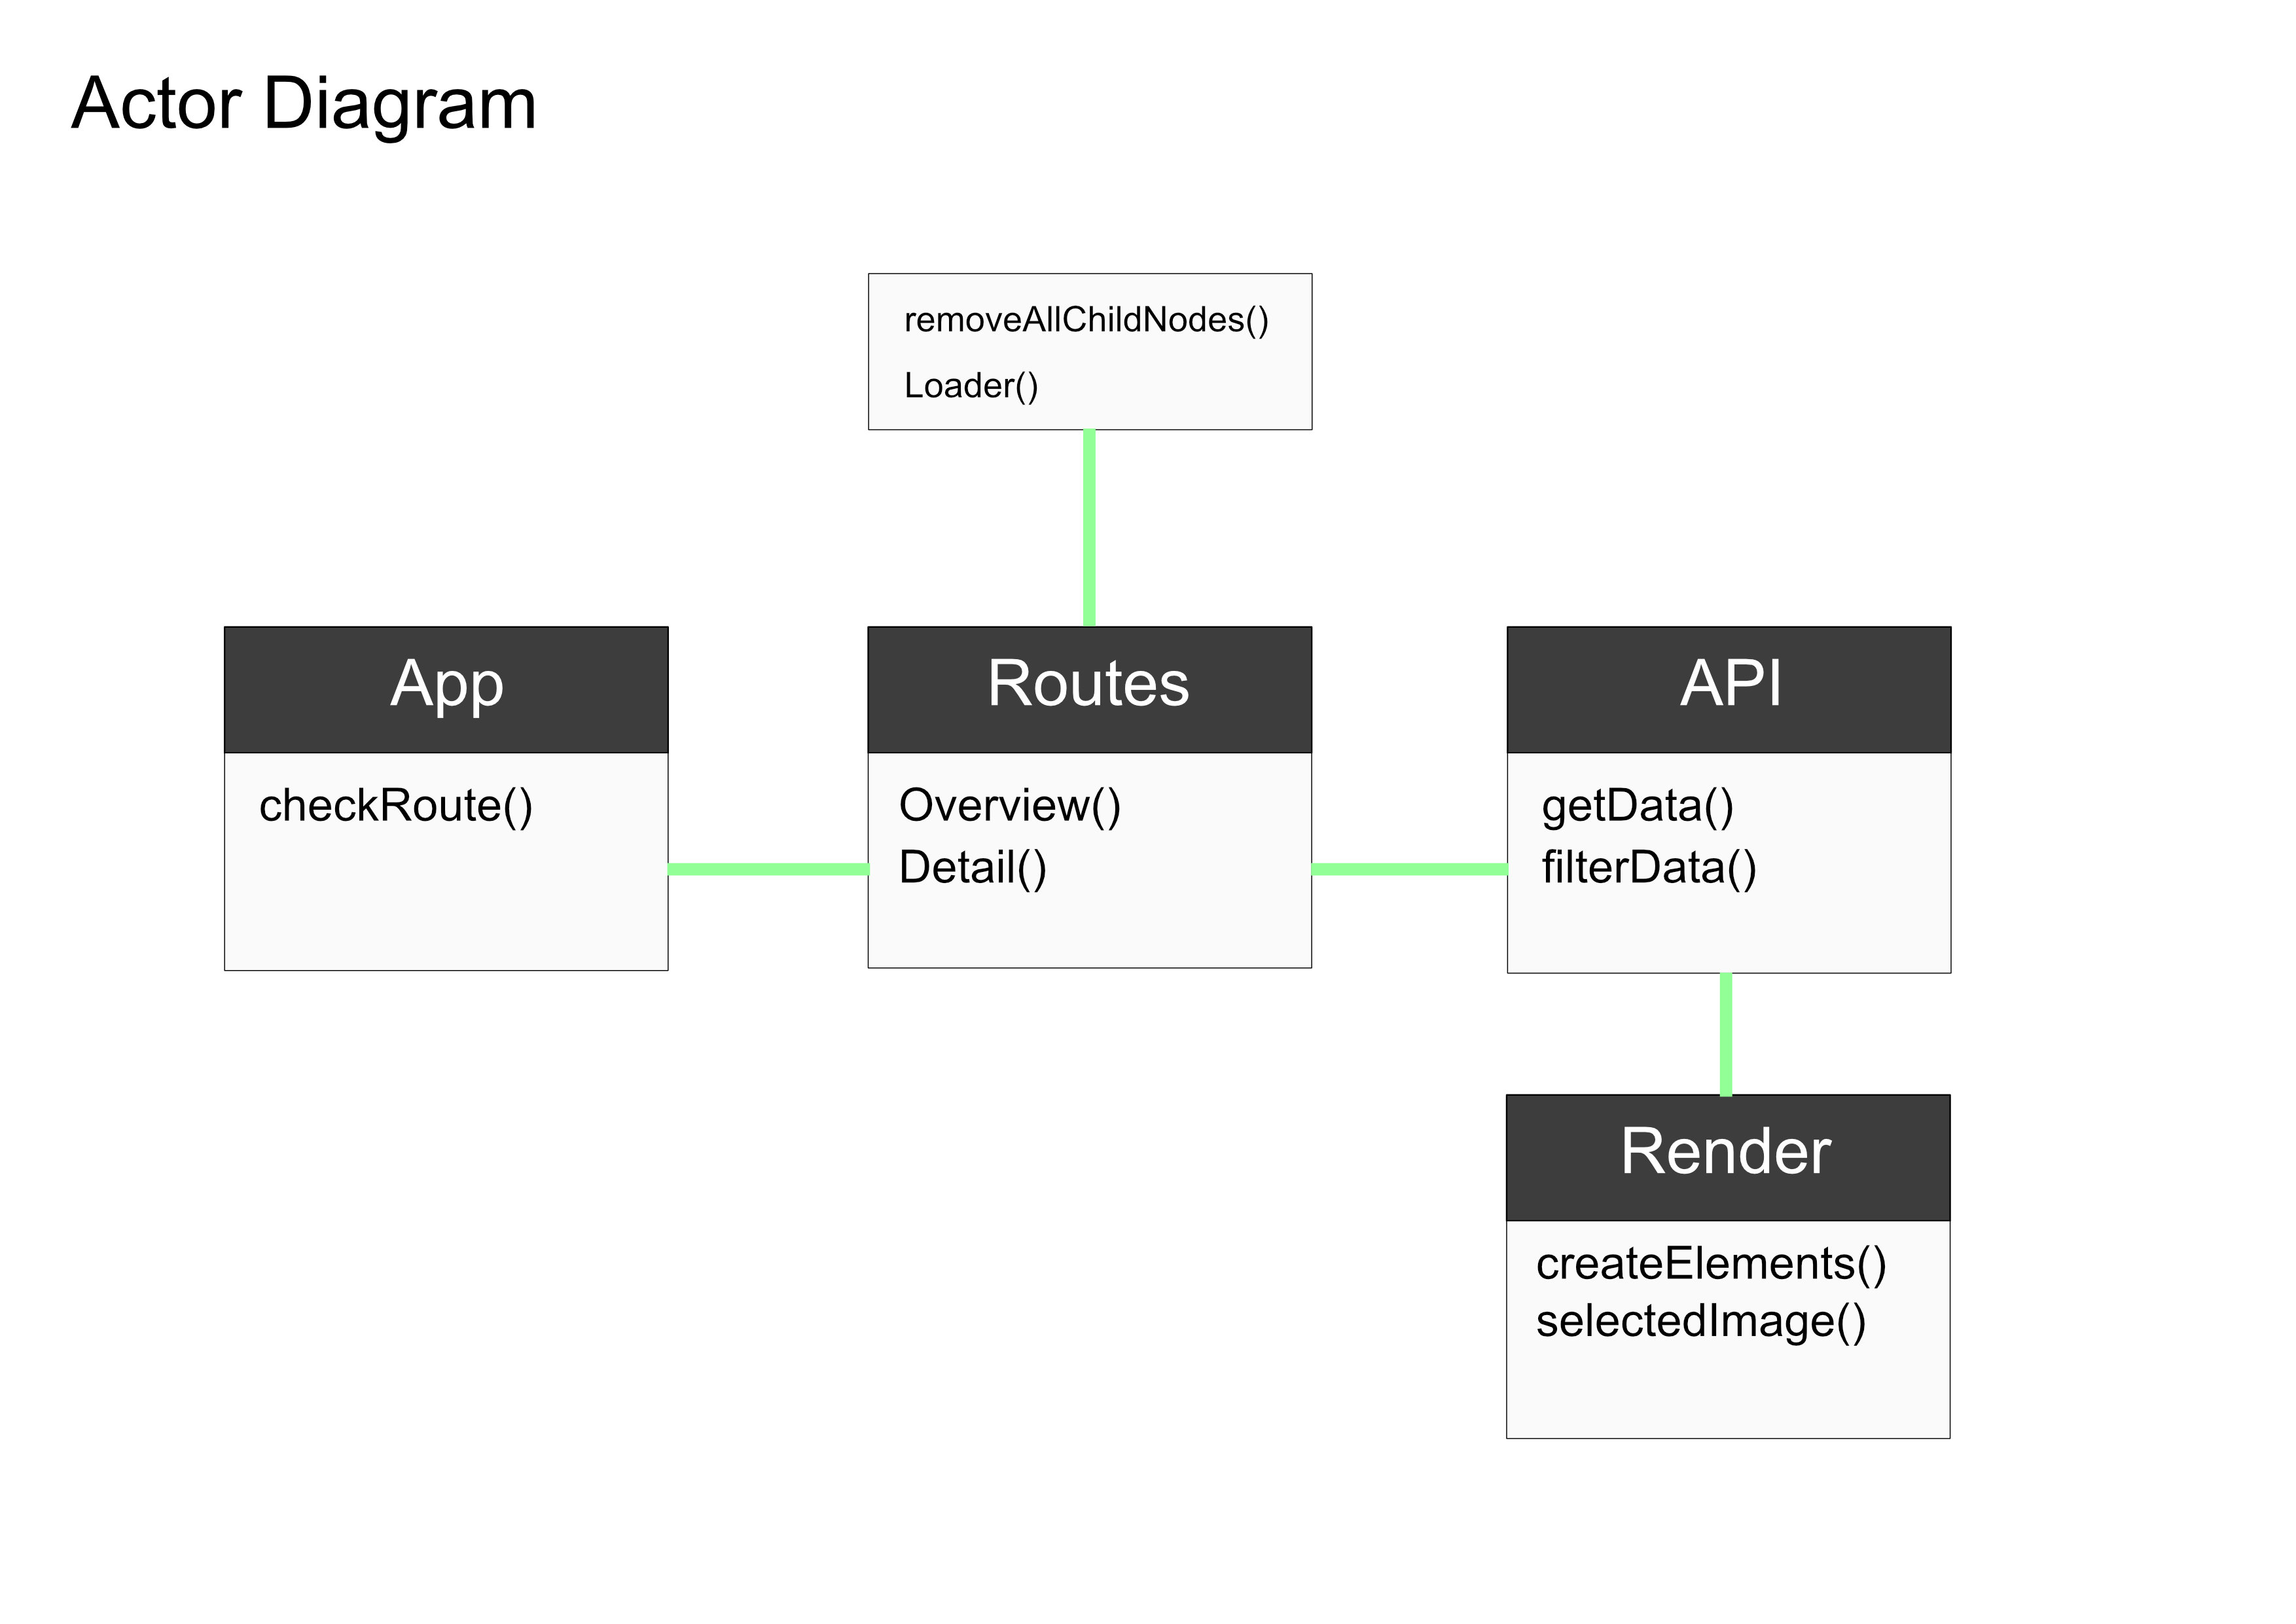 Actor Diagram
removeAllChildNodes()
Loader()
App
checkRoute()
Routes
Overview()
Detail()
API
getData()
filterData()
Render
createElements()
selectedImage()